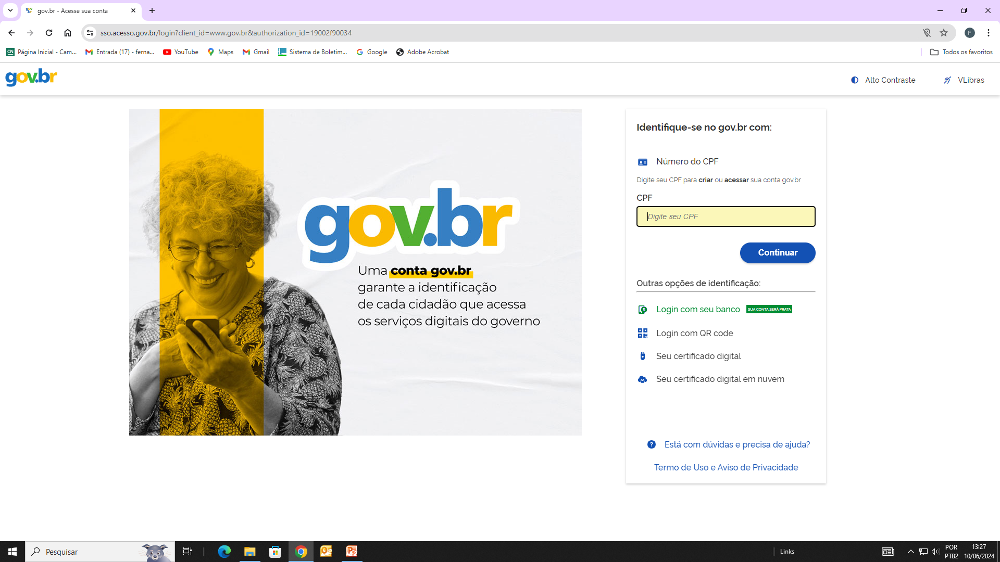 gov.br - Acesse sua conta
sso.acesso.gov.br/login?client_id=www.gov.br&authorization_id=19002f90034
F
Página Inicial - Cam...
Entrada (17) - ferna...
YouTube
Maps
Gmail
Sistema de Boletim...
Google
Adobe Acrobat
Todos os favoritos
gov.br
Alto Contraste
VLibras
gov.br
Uma conta gov.br
garante a identificação
de cada cidadão que acessa
os serviços digitais do governo
Identifique-se no gov.br com:
Número do CPF
Digite seu CPF para criar ou acessar sua conta gov.br
CPF
Digite seu CPF
Continuar
Outras opções de identificação:
Login com seu banco SUA CONTA SERÁ PRATA
Login com QR code
Seu certificado digital
Seu certificado digital em nuvem
Está com dúvidas e precisa de ajuda?
Termo de Uso e Aviso de Privacidade
Pesquisar
Links
POR
PTB2
13:27
10/06/2024